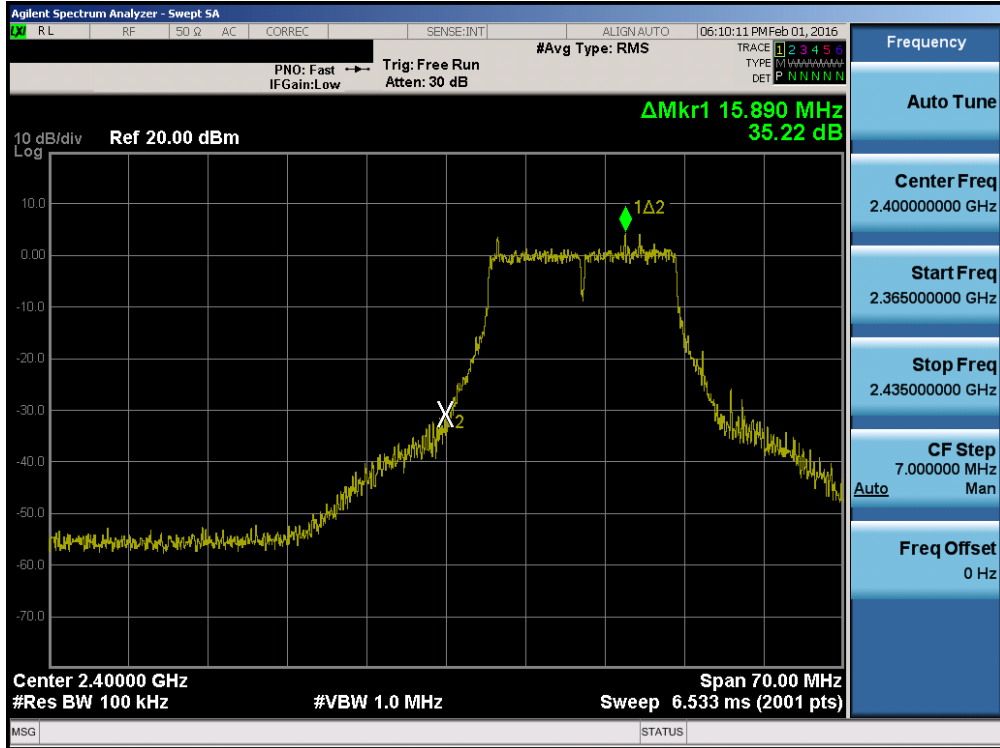 Agilent Spectrum Analyzer - Swept SA
LXI RL RF 50 Ω AC CORREC SENSE:INT ALIGN AUTO 06:10:11 PM Feb 01, 2016
#Avg Type: RMS TRACE 1 2 3 4 5 6
PNO: Fast Trig: Free Run TYPE M WWWWW
IFGain:Low Atten: 30 dB DET P N N N N N
ΔMkr1 15.890 MHz
35.22 dB
10 dB/div Ref 20.00 dBm
Log
1Δ2
10.0
0.00
-10.0
-20.0
-30.0
X2
-40.0
-50.0
-60.0
-70.0
Center 2.40000 GHz Span 70.00 MHz
#Res BW 100 kHz #VBW 1.0 MHz Sweep 6.533 ms (2001 pts)
MSG STATUS
Frequency
Auto Tune
Center Freq
2.400000000 GHz
Start Freq
2.365000000 GHz
Stop Freq
2.435000000 GHz
CF Step
7.000000 MHz
Auto Man
Freq Offset
0 Hz